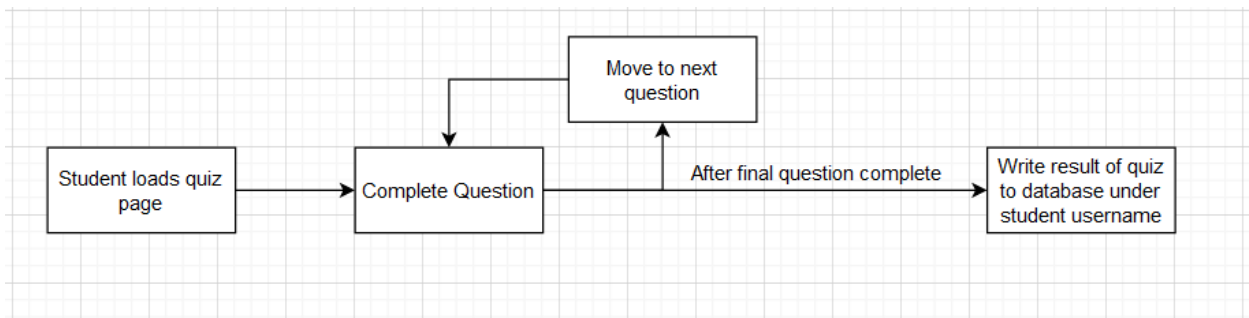 Move to next
question
Student loads quiz
page
Complete Question
After final question complete
Write result of quiz
to database under
student username